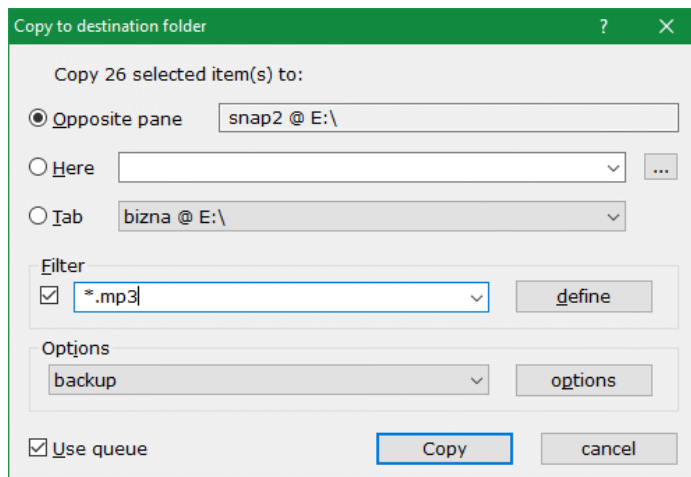 Copy to destination folder ? ×
Copy 26 selected item(s) to:
Opposite pane snap2 @ E:\
Here ...
Tab bizna @ E:\
Filter
*.mp3 define
Options
backup options
Use queue Copy cancel